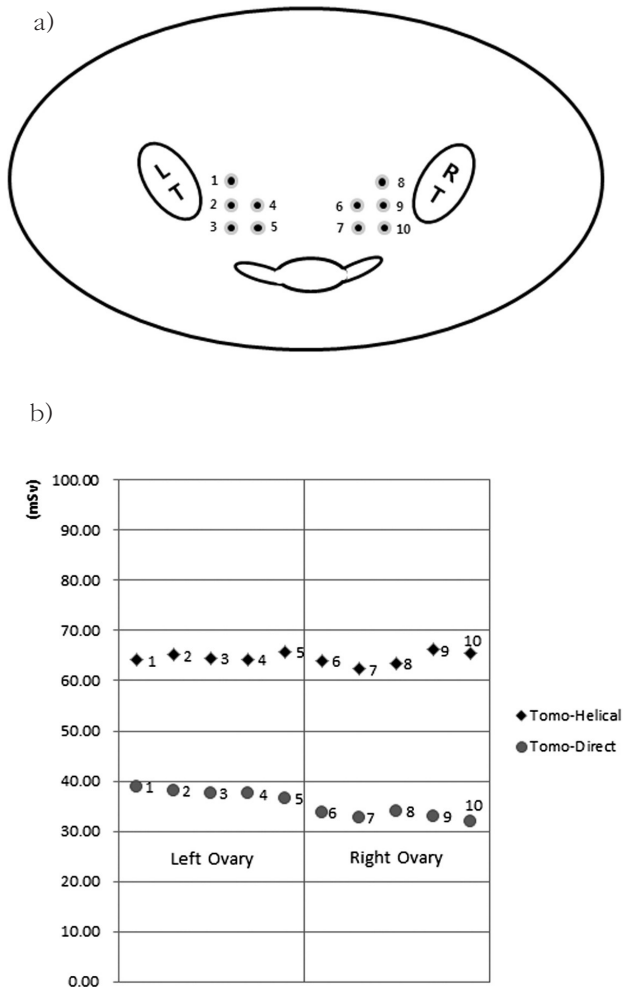 a)
LT
RT
1
8
2
4
6
9
3
5
7
10
b)
(mSv)
100.00
90.00
80.00
70.00
60.00
50.00
40.00
30.00
20.00
10.00
0.00
1 2 3 4 5 6 7 8 9 10
1 2 3 4 5 6 7 8 9 10
Left Ovary
Right Ovary
Tomo-Helical
Tomo-Direct